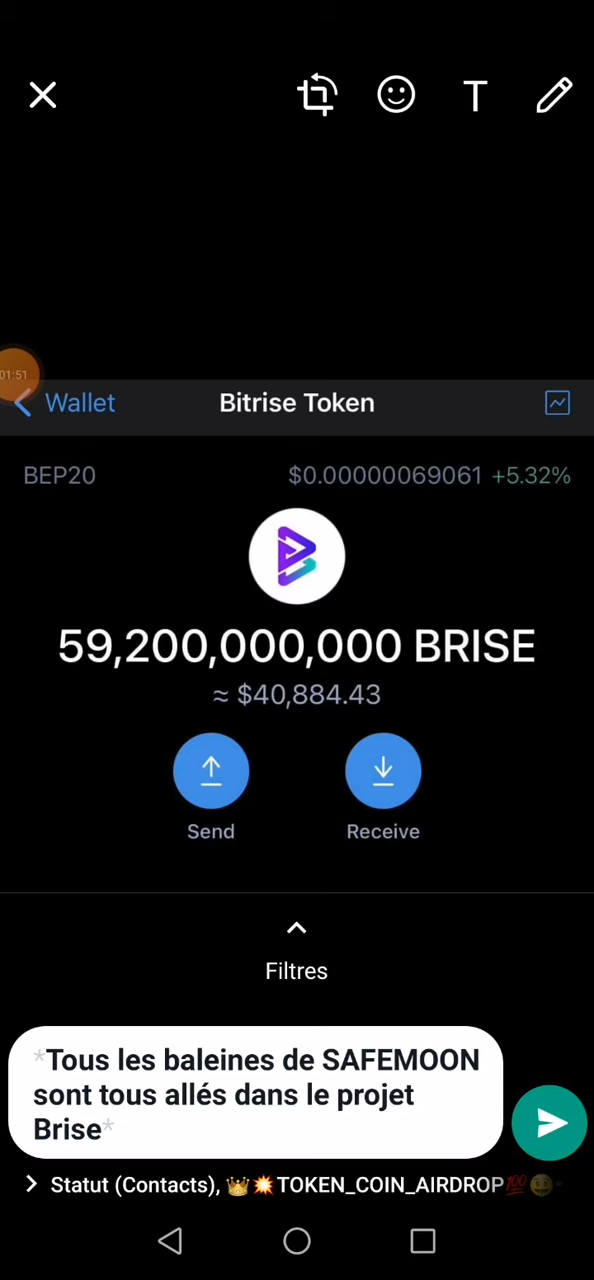 T
01:51
Wallet
Bitrise Token
BEP20
$0.00000069061 +5.32%
59,200,000,000 BRISE
≈ $40,884.43
Send
Receive
Filtres
*Tous les baleines de SAFEMOON
sont tous allés dans le projet
Brise*
Statut (Contacts), 👑💥TOKEN_COIN_AIRDROP💯🤑